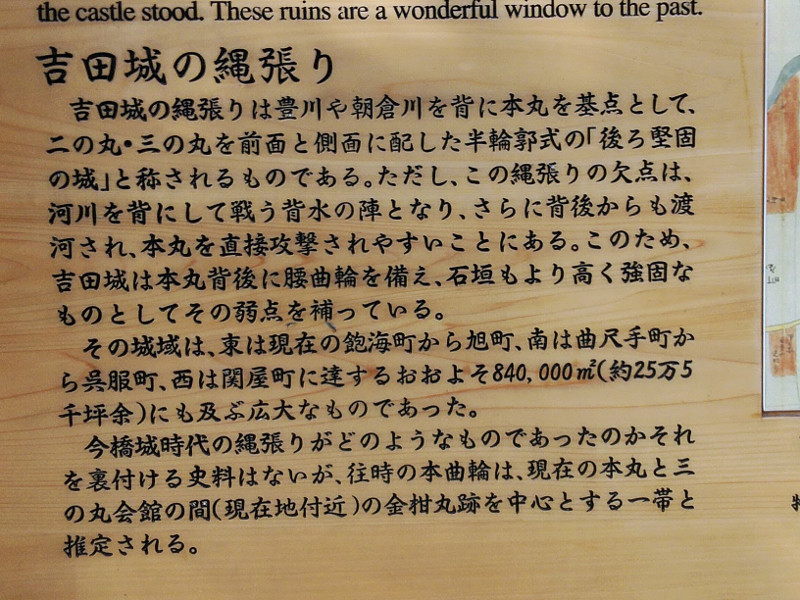 the castle stood. These ruins are a wonderful window to the past.
吉田城の縄張り
吉田城の縄張りは豊川や朝倉川を背に本丸を基点として、
二の丸・三の丸を前面と側面に配した半輪郭式の「後ろ堅固
の城」と称されるものである。ただし、この縄張りの欠点は、
河川を背にして戦う背水の陣となり、さらに背後からも渡
河され、本丸を直接攻撃されやすいことにある。このため、
吉田城は本丸背後に腰曲輪を備え、石垣もより高く強固な
ものとしてその弱点を補っている。
その城域は、東は現在の飽海町から旭町、南は曲尺手町か
ら呉服町、西は関屋町に達するおおよそ840,000㎡(約25万5
千坪余)にも及ぶ広大なものであった。
今橋城時代の縄張りがどのようなものであったのかそれ
を裏付ける史料はないが、往時の本曲輪は、現在の本丸と三
の丸会館の間(現在地付近)の金柑丸跡を中心とする一帯と
推定される。